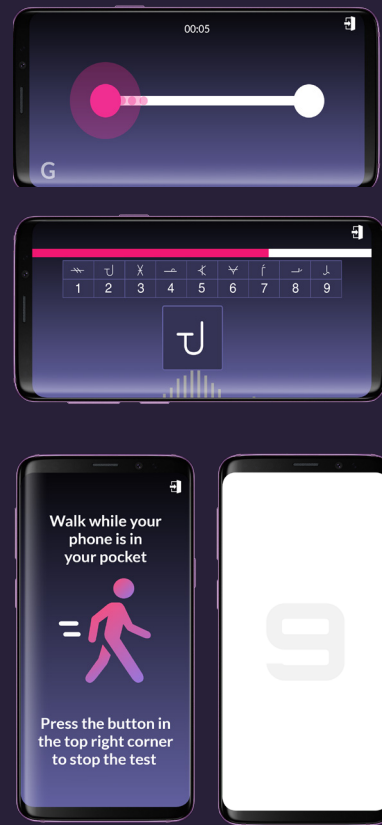 00:05
G
1 2 3 4 5 6 7 8 9
Walk while your
phone is in
your pocket
Press the button in
the top right corner
to stop the test
9